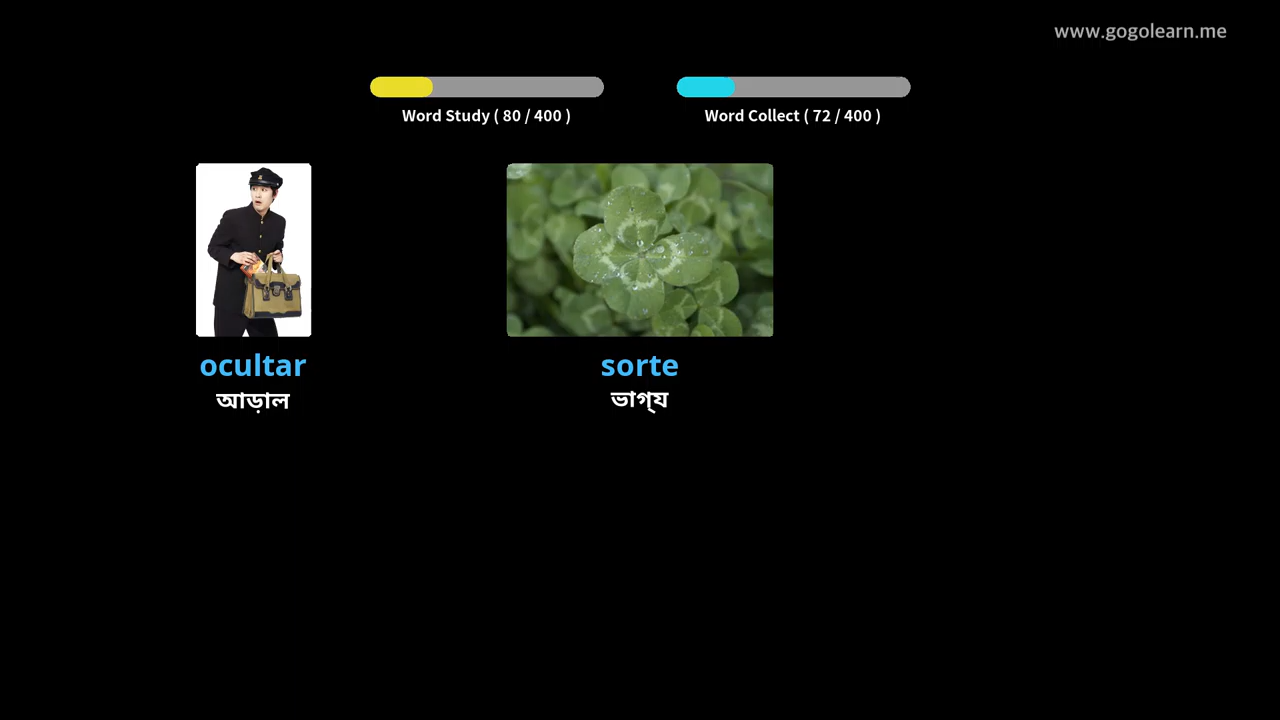 www.gogolearn.me
Word Study ( 80 / 400 )
Word Collect ( 72 / 400 )
ocultar
আড়াল
sorte
ভাগ্য